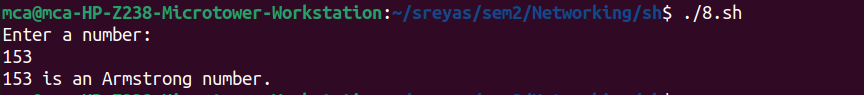 mca@mca-HP-Z238-Microtower-Workstation:~/sreyas/sem2/Networking/sh$ ./8.sh
Enter a number:
153
153 is an Armstrong number.